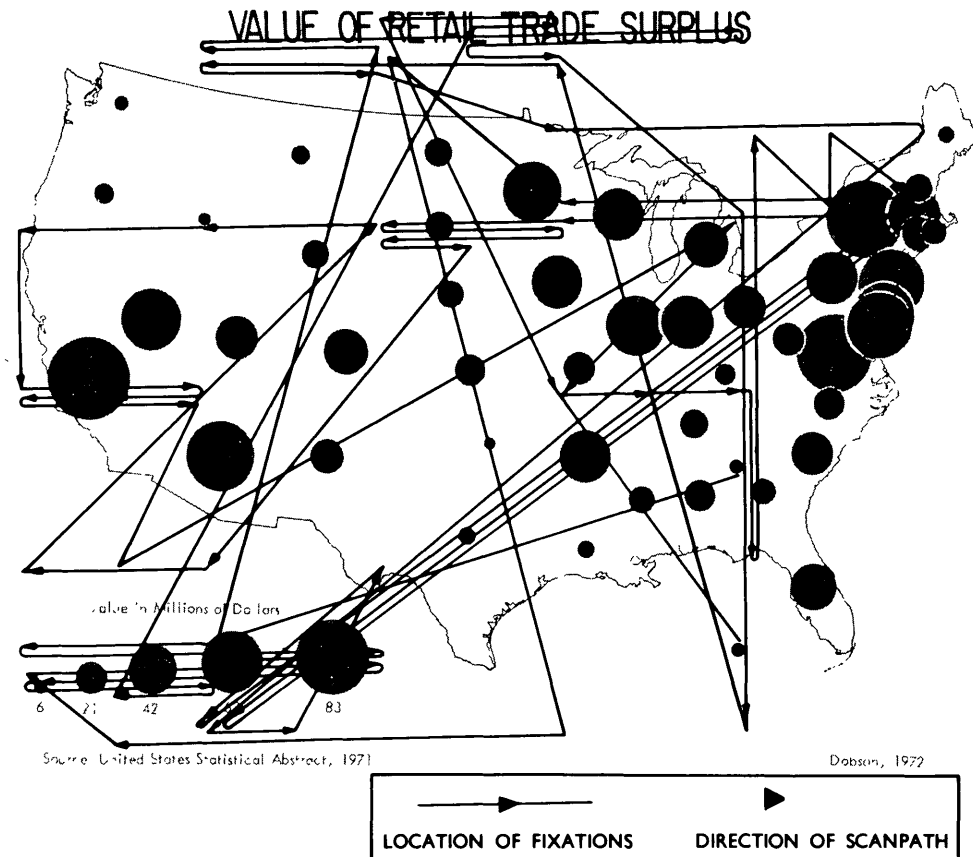 VALUE OF RETAIL TRADE SURPLUS
Value in Millions of Dollars
6 21 42 83
Source: United States Statistical Abstract, 1971
Dobson, 1972
LOCATION OF FIXATIONS DIRECTION OF SCANPATH